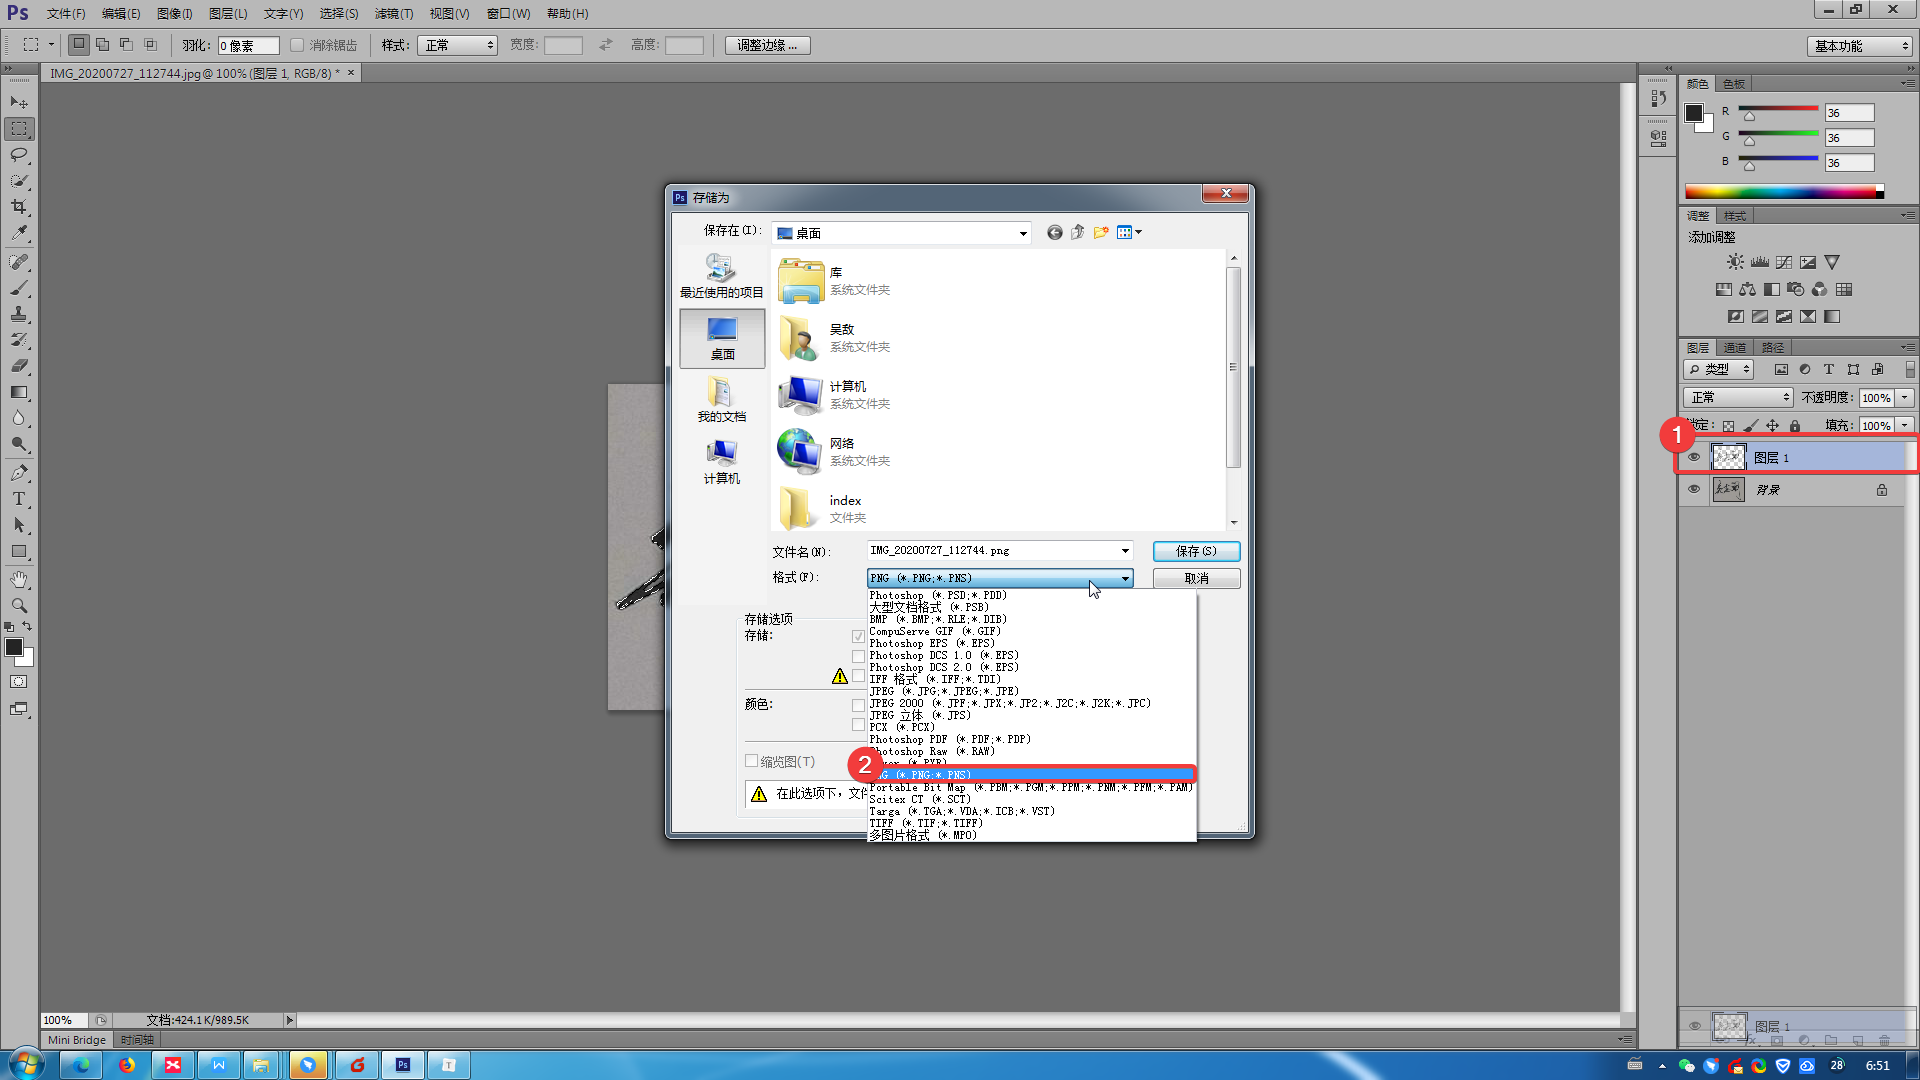 Ps 文件(F) 编辑(E) 图像(I) 图层(L) 文字(Y) 选择(S) 滤镜(T) 视图(V) 窗口(W) 帮助(H)
羽化: 0 像素 消除锯齿 样式: 正常 宽度: 高度: 调整边缘 ... 基本功能
IMG_20200727_112744.jpg @ 100% (图层 1, RGB/8) * ×
颜色 色板
R 36
G 36
B 36
调整 样式
添加调整
图层 通道 路径
类型
正常 不透明度: 100%
定: 填充: 100%
1
图层 1
背景
Ps 存储为
保存在(I): 桌面
最近使用的项目
桌面
我的文档
计算机
库
系统文件夹
吴敌
系统文件夹
计算机
系统文件夹
网络
系统文件夹
index
文件夹
文件名(N): IMG_20200727_112744.png 保存(S)
格式(F): PNG (*.PNG;*.PNS) 取消
Photoshop (*.PSD;*.PDD)
大型文档格式 (*.PSB)
BMP (*.BMP;*.RLE;*.DIB)
CompuServe GIF (*.GIF)
Photoshop EPS (*.EPS)
Photoshop DCS 1.0 (*.EPS)
Photoshop DCS 2.0 (*.EPS)
IFF 格式 (*.IFF;*.TDI)
JPEG (*.JPG;*.JPEG;*.JPE)
JPEG 2000 (*.JPF;*.JPX;*.JP2;*.J2C;*.J2K;*.JPC)
JPEG 立体 (*.JPS)
PCX (*.PCX)
Photoshop PDF (*.PDF;*.PDP)
Photoshop Raw (*.RAW)
(*.PXR)
2
(*.PNG;*.PNS)
Portable Bit Map (*.PBM;*.PGM;*.PPM;*.PNM;*.PFM;*.PAM)
Scitex CT (*.SCT)
Targa (*.TGA;*.VDA;*.ICB;*.VST)
TIFF (*.TIF;*.TIFF)
多图片格式 (*.MPO)
存储选项
存储:
颜色:
缩览图(T)
在此选项下，文件
100% 文档:424.1K/989.5K
Mini Bridge 时间轴
图层 1
28 6:51